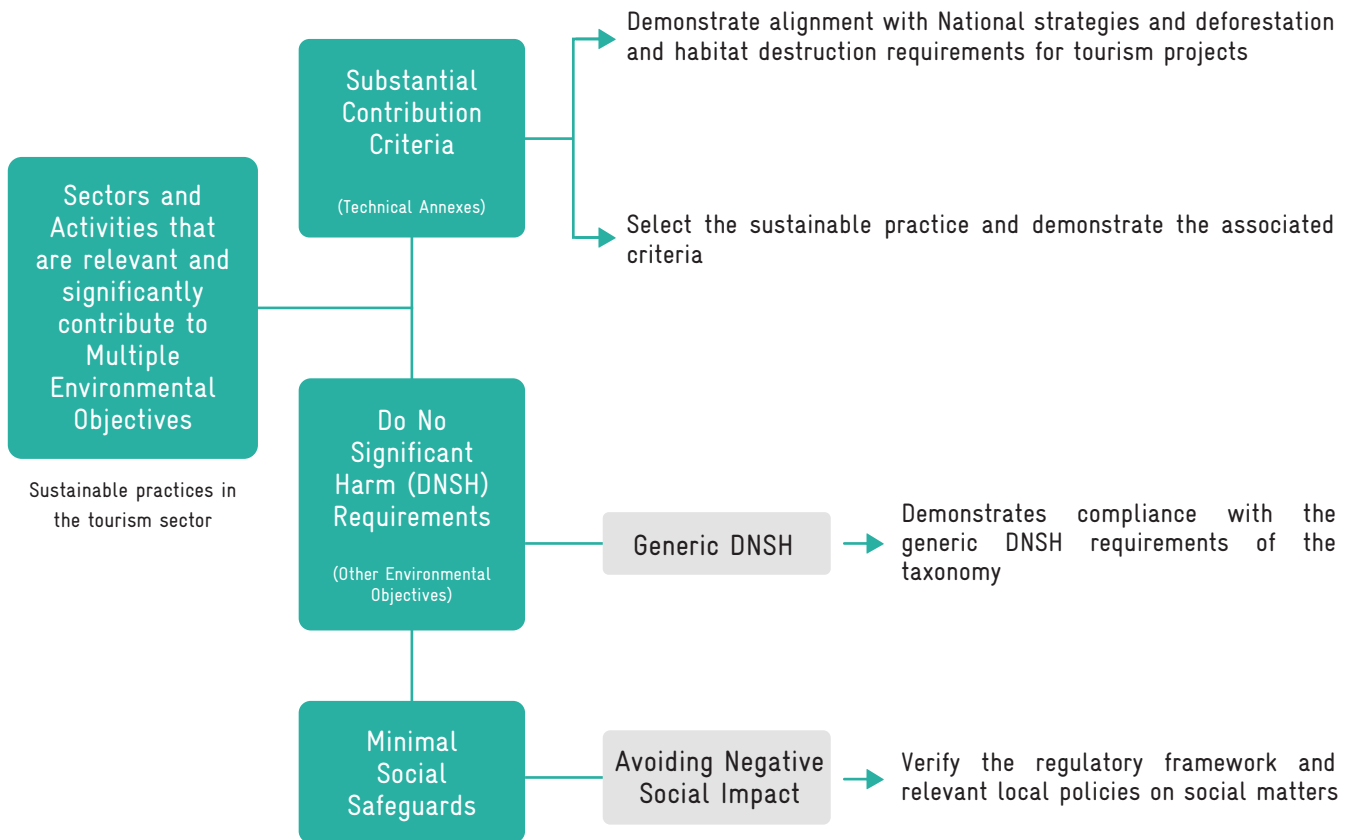 Sectors and
Activities that
are relevant and
significantly
contribute to
Multiple
Environmental
Objectives
Sustainable practices in
the tourism sector
Substantial
Contribution
Criteria
(Technical Annexes)
Demonstrate alignment with National strategies and deforestation
and habitat destruction requirements for tourism projects
Select the sustainable practice and demonstrate the associated
criteria
Do No
Significant
Harm (DNSH)
Requirements
(Other Environmental
Objectives)
Generic DNSH
Demonstrates compliance with the
generic DNSH requirements of the
taxonomy
Minimal
Social
Safeguards
Avoiding Negative
Social Impact
Verify the regulatory framework and
relevant local policies on social matters